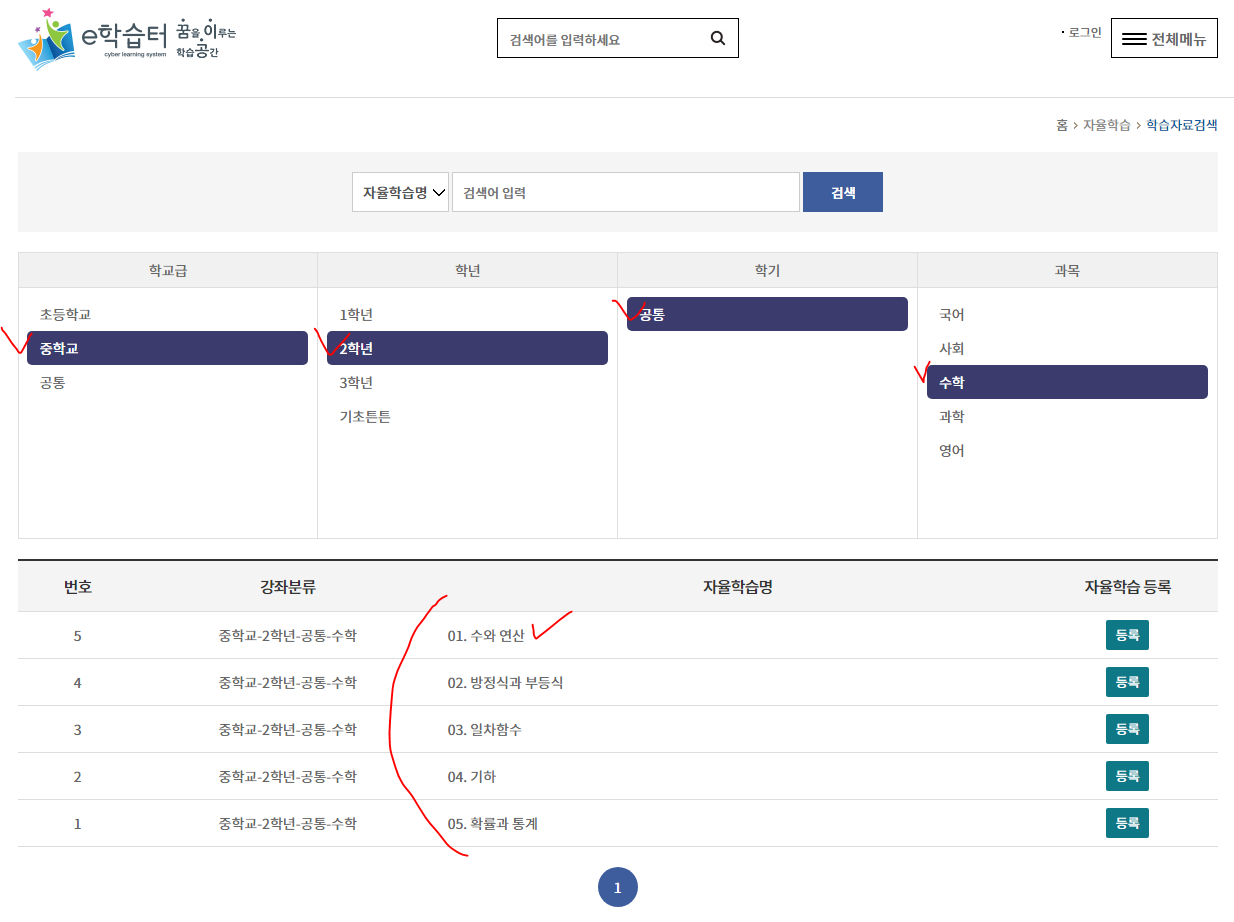 e학습터 꿈을 이루는
cyber learning system 학습공간
검색어를 입력하세요
· 로그인
전체메뉴
홈 > 자율학습 > 학습자료검색
자율학습명 검색어 입력 검색
학교급 학년 학기 과목
초등학교 1학년 공통 국어
중학교 2학년 사회
공통 3학년 수학
기초튼튼 과학
영어
번호 강좌분류 자율학습명 자율학습 등록
5 중학교-2학년-공통-수학 01. 수와 연산 등록
4 중학교-2학년-공통-수학 02. 방정식과 부등식 등록
3 중학교-2학년-공통-수학 03. 일차함수 등록
2 중학교-2학년-공통-수학 04. 기하 등록
1 중학교-2학년-공통-수학 05. 확률과 통계 등록
1